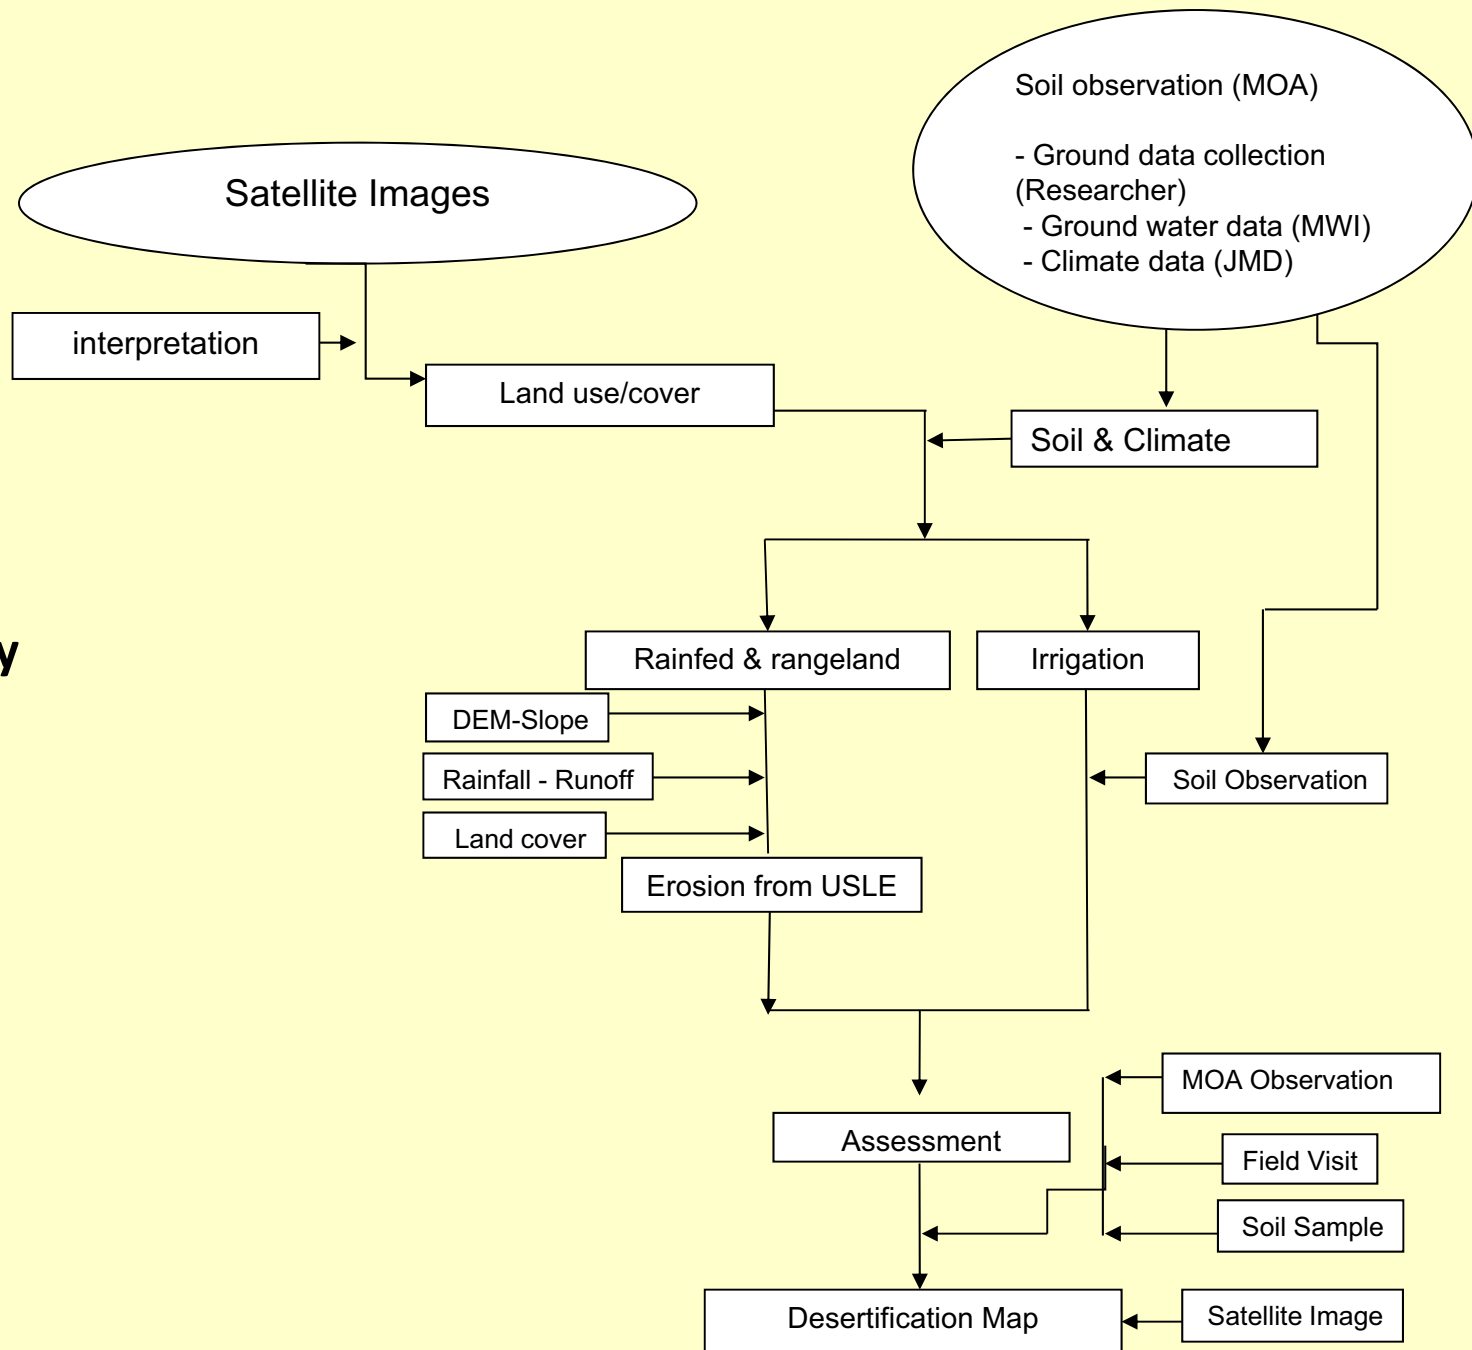 Soil observation (MOA)
- Ground data collection
(Researcher)
- Ground water data (MWI)
- Climate data (JMD)
Satellite Images
interpretation
Land use/cover
Soil & Climate
y
Rainfed & rangeland
Irrigation
DEM-Slope
Rainfall - Runoff
Soil Observation
Land cover
Erosion from USLE
MOA Observation
Assessment
Field Visit
Soil Sample
Desertification Map
Satellite Image